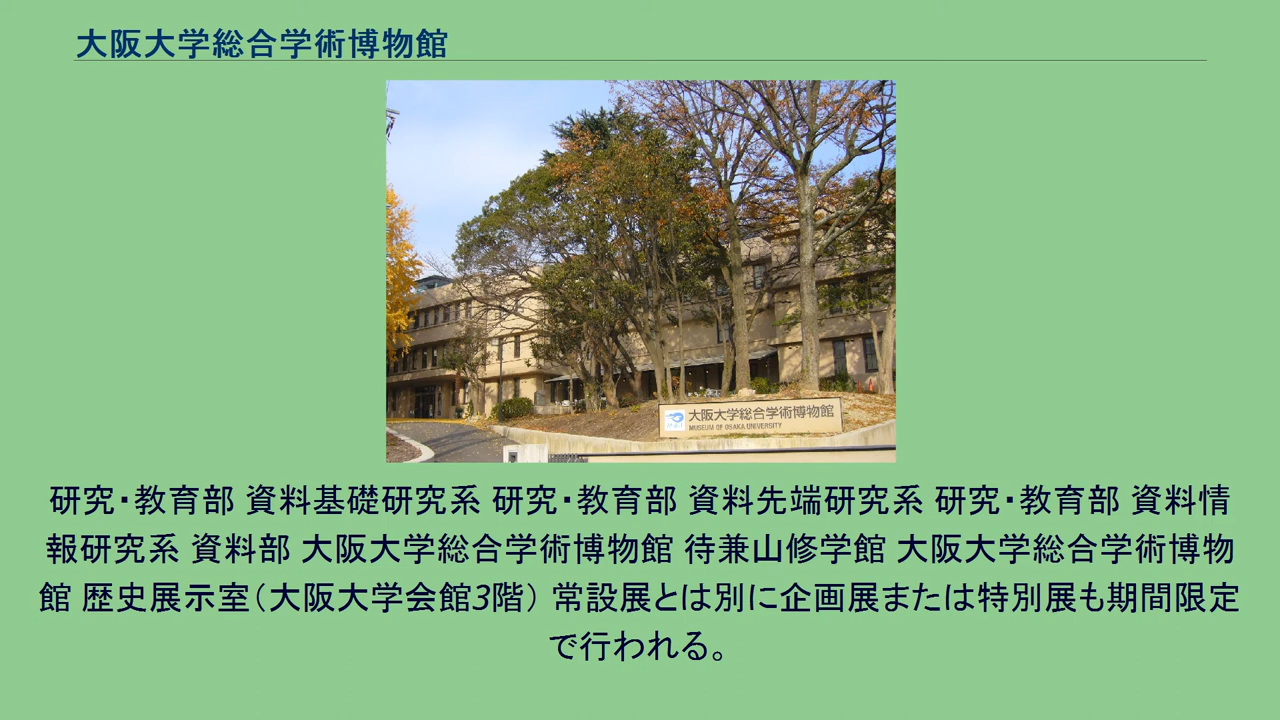 大阪大学総合学術博物館
大阪大学総合学術博物館
MUSEUM OF OSAKA UNIVERSITY
研究・教育部 資料基礎研究系 研究・教育部 資料先端研究系 研究・教育部 資料情
報研究系 資料部 大阪大学総合学術博物館 待兼山修学館 大阪大学総合学術博物
館 歴史展示室（大阪大学会館3階） 常設展とは別に企画展または特別展も期間限定
で行われる。